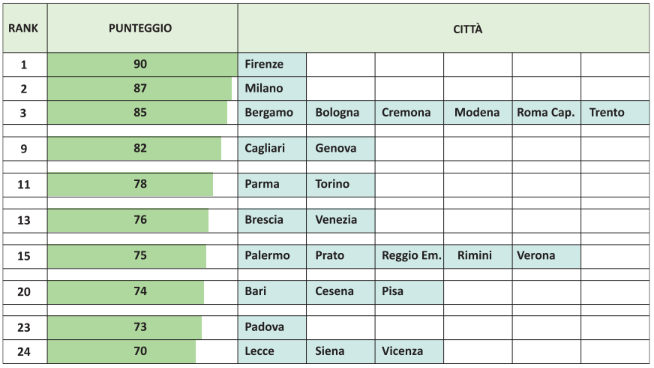 RANK PUNTEGGIO CITTÀ
1 90 Firenze
2 87 Milano
3 85 Bergamo Bologna Cremona Modena Roma Cap. Trento
9 82 Cagliari Genova
11 78 Parma Torino
13 76 Brescia Venezia
15 75 Palermo Prato Reggio Em. Rimini Verona
20 74 Bari Cesena Pisa
23 73 Padova
24 70 Lecce Siena Vicenza